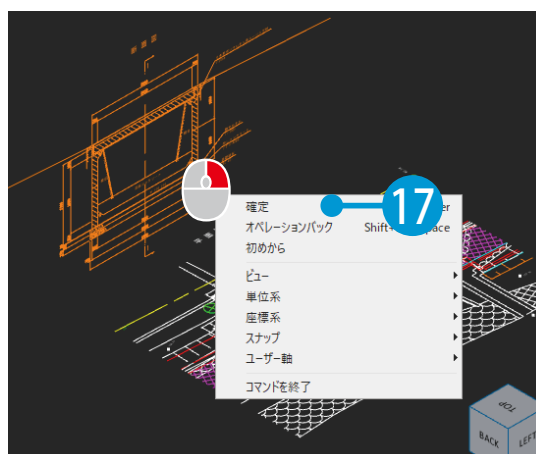 確定 er
17
オペレーションバック Shift+ pace
初めから
ビュー
単位系
座標系
スナップ
ユーザー軸
コマンドを終了
TOP
BACK LEFT